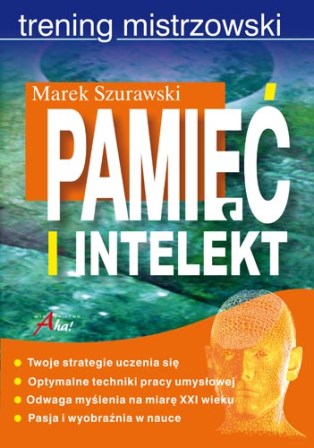 trening mistrzowski
Marek Szurawski
PAMIĘĆ
I INTELEKT
WYDAWNICTWO
Aha!
Twoje strategie uczenia się
Optymalne techniki pracy umysłowej
Odwaga myślenia na miarę XXI wieku
Pasja i wyobraźnia w nauce